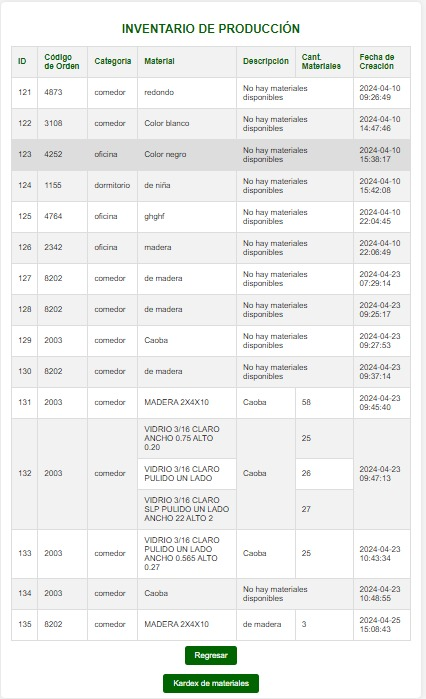 INVENTARIO DE PRODUCCIÓN
ID Código de Orden Categoria Material Descripción Cant. Materiales Fecha de Creación
121 4873 comedor redondo No hay materiales disponibles 2024-04-10 09:26:49
122 3108 comedor Color blanco No hay materiales disponibles 2024-04-10 14:47:46
123 4252 oficina Color negro No hay materiales disponibles 2024-04-10 15:38:17
124 1155 dormitorio de niña No hay materiales disponibles 2024-04-10 15:42:08
125 4764 oficina ghghf No hay materiales disponibles 2024-04-10 22:04:45
126 2342 oficina madera No hay materiales disponibles 2024-04-10 22:06:49
127 8202 comedor de madera No hay materiales disponibles 2024-04-23 07:29:14
128 8202 comedor de madera No hay materiales disponibles 2024-04-23 09:25:17
129 2003 comedor Caoba No hay materiales disponibles 2024-04-23 09:27:53
130 8202 comedor de madera No hay materiales disponibles 2024-04-23 09:37:14
131 2003 comedor MADERA 2X4X10 Caoba 58 2024-04-23 09:45:40
132 2003 comedor VIDRIO 3/16 CLARO ANCHO 0.75 ALTO 0.20 Caoba 25 2024-04-23 09:47:13
VIDRIO 3/16 CLARO PULIDO UN LADO 26
VIDRIO 3/16 CLARO SLP PULIDO UN LADO ANCHO 22 ALTO 2 27
133 2003 comedor VIDRIO 3/16 CLARO PULIDO UN LADO ANCHO 0.565 ALTO 0.27 Caoba 25 2024-04-23 10:43:34
134 2003 comedor Caoba No hay materiales disponibles 2024-04-23 10:48:55
135 8202 comedor MADERA 2X4X10 de madera 3 2024-04-25 15:08:43
Regresar
Kardex de materiales